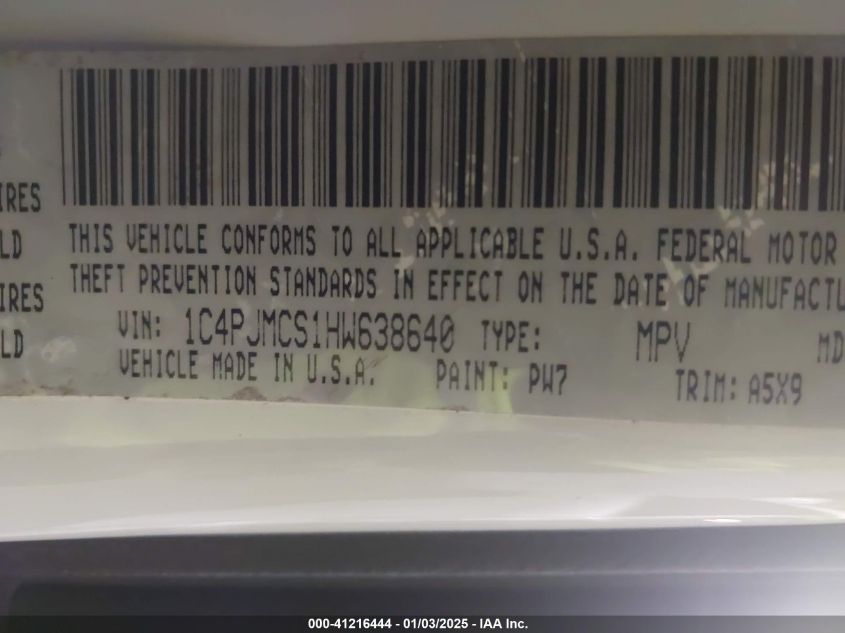 IRES
LD
IRES
LD
THIS VEHICLE CONFORMS TO ALL APPLICABLE U.S.A. FEDERAL MOTOR
THEFT PREVENTION STANDARDS IN EFFECT ON THE DATE OF MANUFACTU
VIN: 1C4PJMCS1HW638640 TYPE: MPV MD
VEHICLE MADE IN U.S.A. PAINT: PW7 TRIM: A5X9
000-41216444 - 01/03/2025 - IAA Inc.